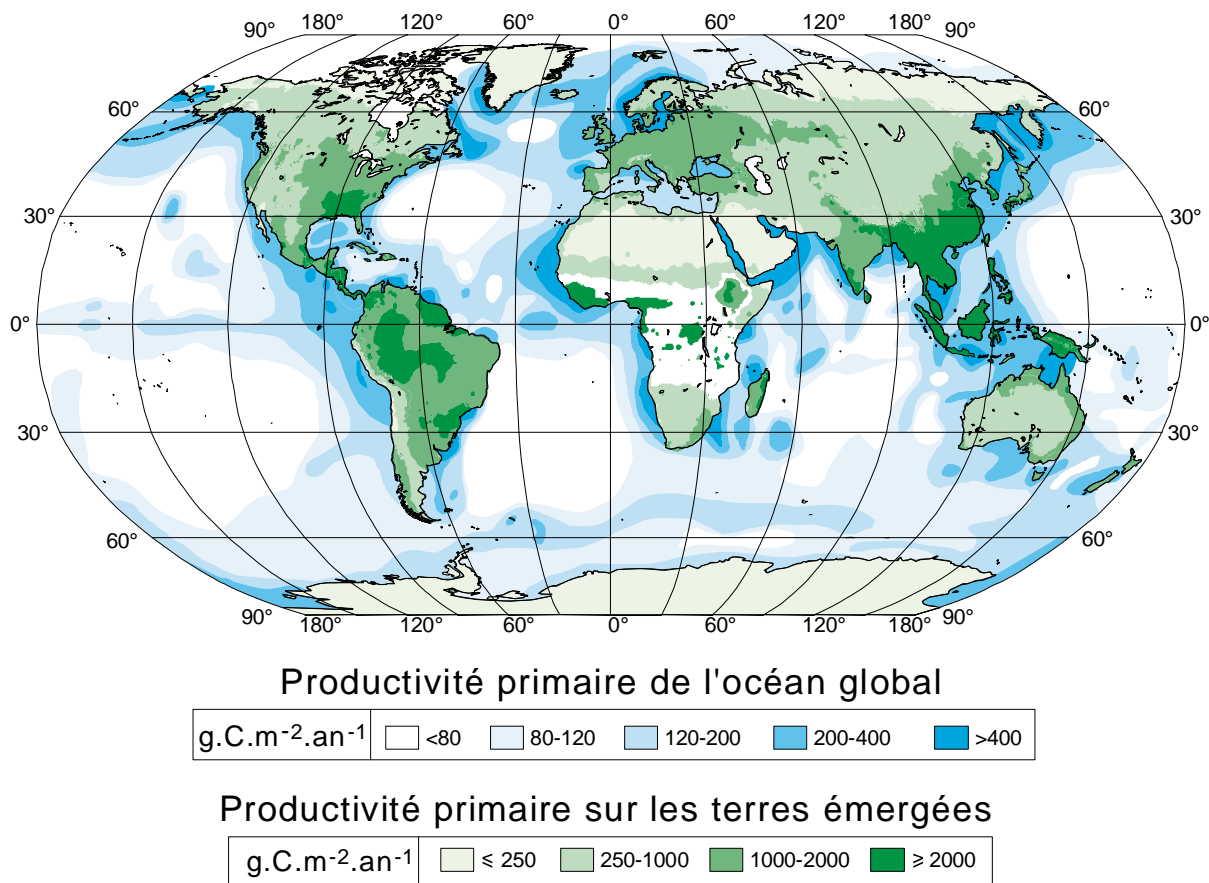 90° 180° 120° 60° 0° 60° 120° 180° 90°
60° 60°
30° 30°
0° 0°
30° 30°
60° 60°
90° 180° 120° 60° 0° 60° 120° 180° 90°
Productivité primaire de l'océan global
g.C.m-2.an-1 <80 80-120 120-200 200-400 >400
Productivité primaire sur les terres émergées
g.C.m-2.an-1 ⩽ 250 250-1000 1000-2000 ⩾ 2000